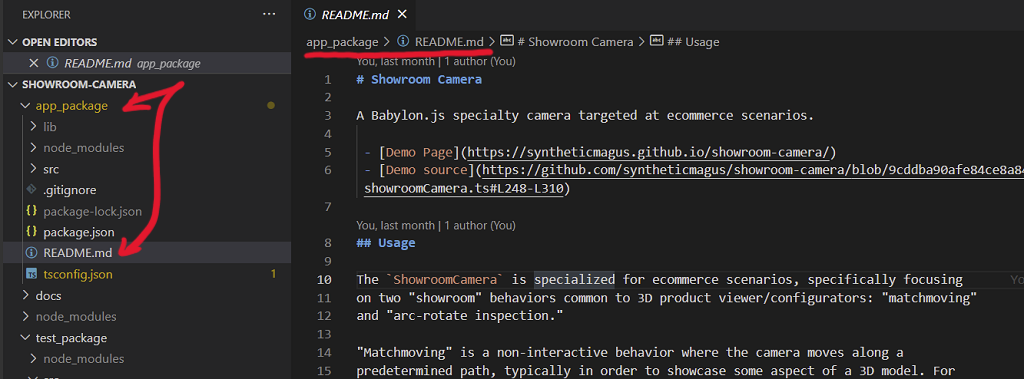 EXPLORER
···
OPEN EDITORS
README.md app_package
SHOWROOM-CAMERA
app_package
lib
node_modules
src
.gitignore
{} package-lock.json
{} package.json
README.md
TS tsconfig.json 1
docs
node_modules
test_package
node_modules
README.md
app_package > README.md > abc # Showroom Camera > abc ## Usage
You, last month | 1 author (You)
1 # Showroom Camera
2
3 A Babylon.js specialty camera targeted at ecommerce scenarios.
4
5 - [Demo Page](https://syntheticmagus.github.io/showroom-camera/)
6 - [Demo source](https://github.com/syntheticmagus/showroom-camera/blob/9cddba90afe84ce8a84
showroomCamera.ts#L248-L310)
7
You, last month | 1 author (You)
8 ## Usage
9
10 The `ShowroomCamera` is specialized for ecommerce scenarios, specifically focusing
11 on two "showroom" behaviors common to 3D product viewer/configurators: "matchmoving"
12 and "arc-rotate inspection."
13
14 "Matchmoving" is a non-interactive behavior where the camera moves along a
15 predetermined path, typically in order to showcase some aspect of a 3D model. For